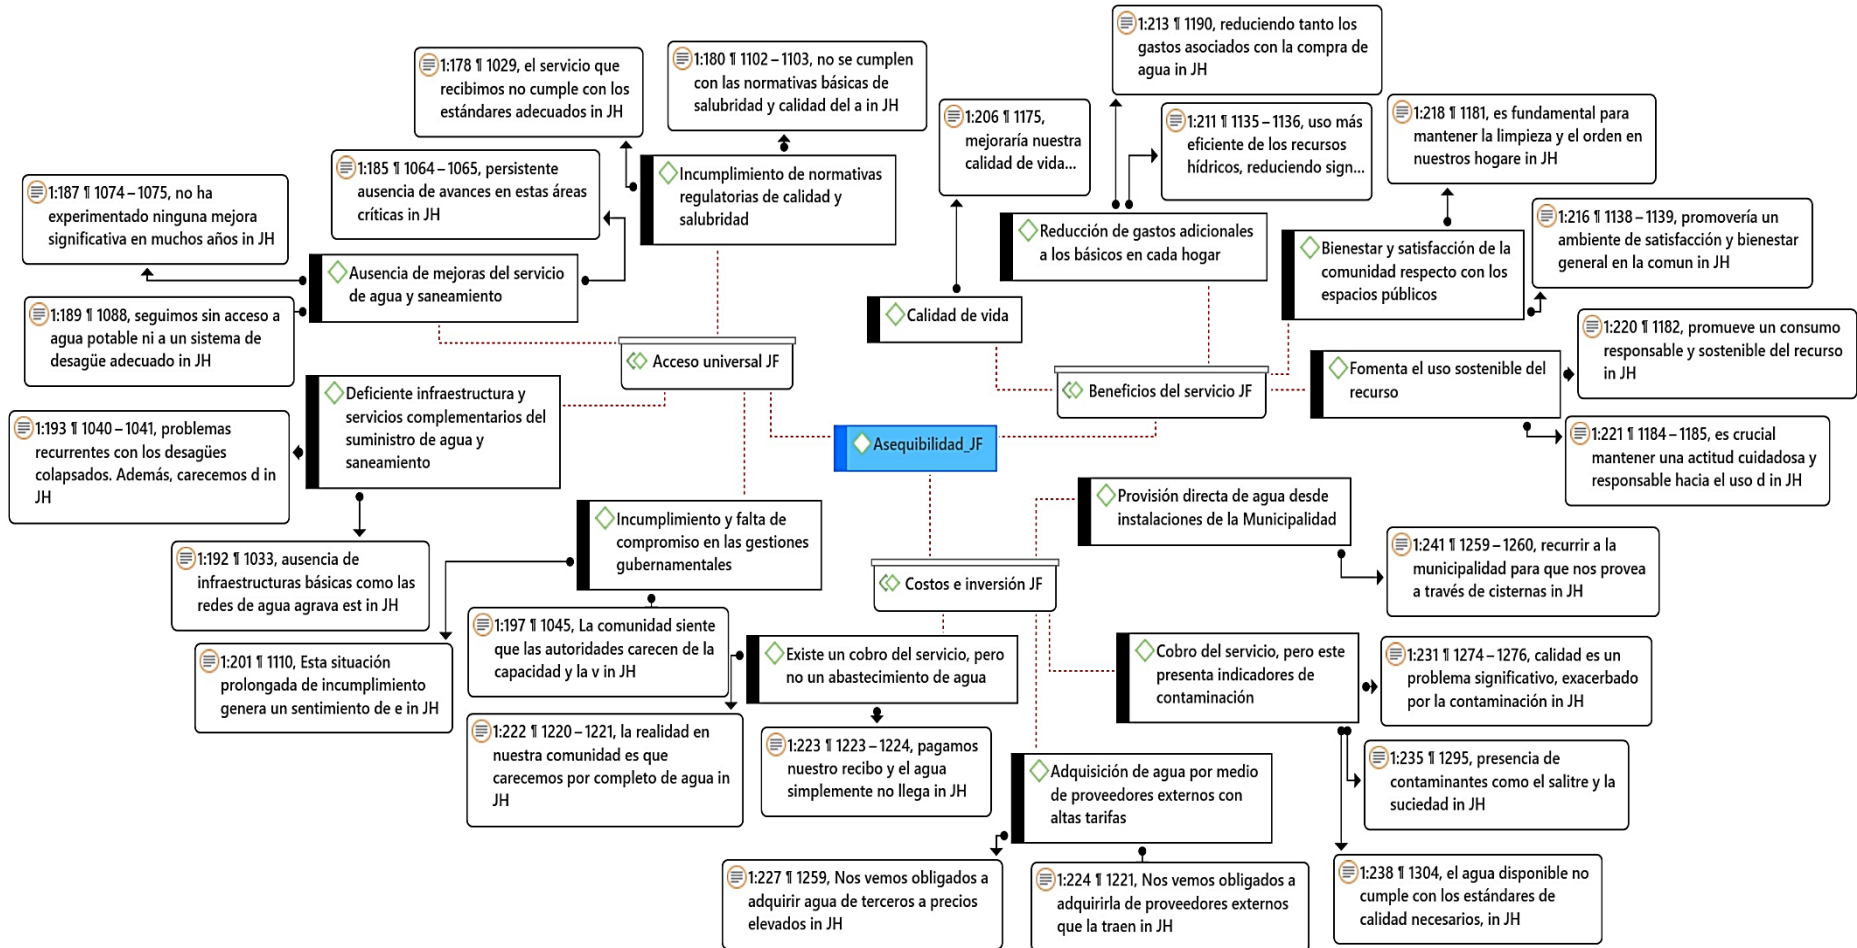 1:213 ¶ 1190, reduciendo tanto los
gastos asociados con la compra de
agua in JH
1:180 ¶ 1102 – 1103, no se cumplen
con las normativas básicas de
salubridad y calidad del a in JH
1:178 ¶ 1029, el servicio que
recibimos no cumple con los
estándares adecuados in JH
1:206 ¶ 1175,
mejoraría nuestra
calidad de vida...
1:211 ¶ 1135 – 1136, uso más
eficiente de los recursos
hídricos, reduciendo sign...
1:218 ¶ 1181, es fundamental para
mantener la limpieza y el orden en
nuestros hogare in JH
1:185 ¶ 1064 – 1065, persistente
ausencia de avances en estas áreas
críticas in JH
Incumplimiento de normativas
regulatorias de calidad y
salubridad
1:187 ¶ 1074 – 1075, no ha
experimentado ninguna mejora
significativa en muchos años in JH
Reducción de gastos adicionales
a los básicos en cada hogar
Bienestar y satisfacción de la
comunidad respecto con los
espacios públicos
1:216 ¶ 1138 – 1139, promovería un
ambiente de satisfacción y bienestar
general en la comun in JH
Ausencia de mejoras del servicio
de agua y saneamiento
1:189 ¶ 1088, seguimos sin acceso a
agua potable ni a un sistema de
desagüe adecuado in JH
Calidad de vida
1:220 ¶ 1182, promueve un consumo
responsable y sostenible del recurso
in JH
Acceso universal JF
Beneficios del servicio JF
Fomenta el uso sostenible del
recurso
Deficiente infraestructura y
servicios complementarios del
suministro de agua y
saneamiento
1:193 ¶ 1040 – 1041, problemas
recurrentes con los desagües
colapsados. Además, carecemos d in
JH
Asequibilidad_JF
1:221 ¶ 1184 – 1185, es crucial
mantener una actitud cuidadosa y
responsable hacia el uso d in JH
Provisión directa de agua desde
instalaciones de la Municipalidad
Incumplimiento y falta de
compromiso en las gestiones
gubernamentales
1:192 ¶ 1033, ausencia de
infraestructuras básicas como las
redes de agua agrava est in JH
Costos e inversión JF
1:241 ¶ 1259 – 1260, recurrir a la
municipalidad para que nos provea
a través de cisternas in JH
1:197 ¶ 1045, La comunidad siente
que las autoridades carecen de la
capacidad y la v in JH
1:201 ¶ 1110, Esta situación
prolongada de incumplimiento
genera un sentimiento de e in JH
Existe un cobro del servicio, pero
no un abastecimiento de agua
Cobro del servicio, pero este
presenta indicadores de
contaminación
1:231 ¶ 1274 – 1276, calidad es un
problema significativo, exacerbado
por la contaminación in JH
1:222 ¶ 1220 – 1221, la realidad en
nuestra comunidad es que
carecemos por completo de agua in
JH
1:223 ¶ 1223 – 1224, pagamos
nuestro recibo y el agua
simplemente no llega in JH
Adquisición de agua por medio
de proveedores externos con
altas tarifas
1:235 ¶ 1295, presencia de
contaminantes como el salitre y la
suciedad in JH
1:227 ¶ 1259, Nos vemos obligados a
adquirir agua de terceros a precios
elevados in JH
1:224 ¶ 1221, Nos vemos obligados a
adquirirla de proveedores externos
que la traen in JH
1:238 ¶ 1304, el agua disponible no
cumple con los estándares de
calidad necesarios, in JH